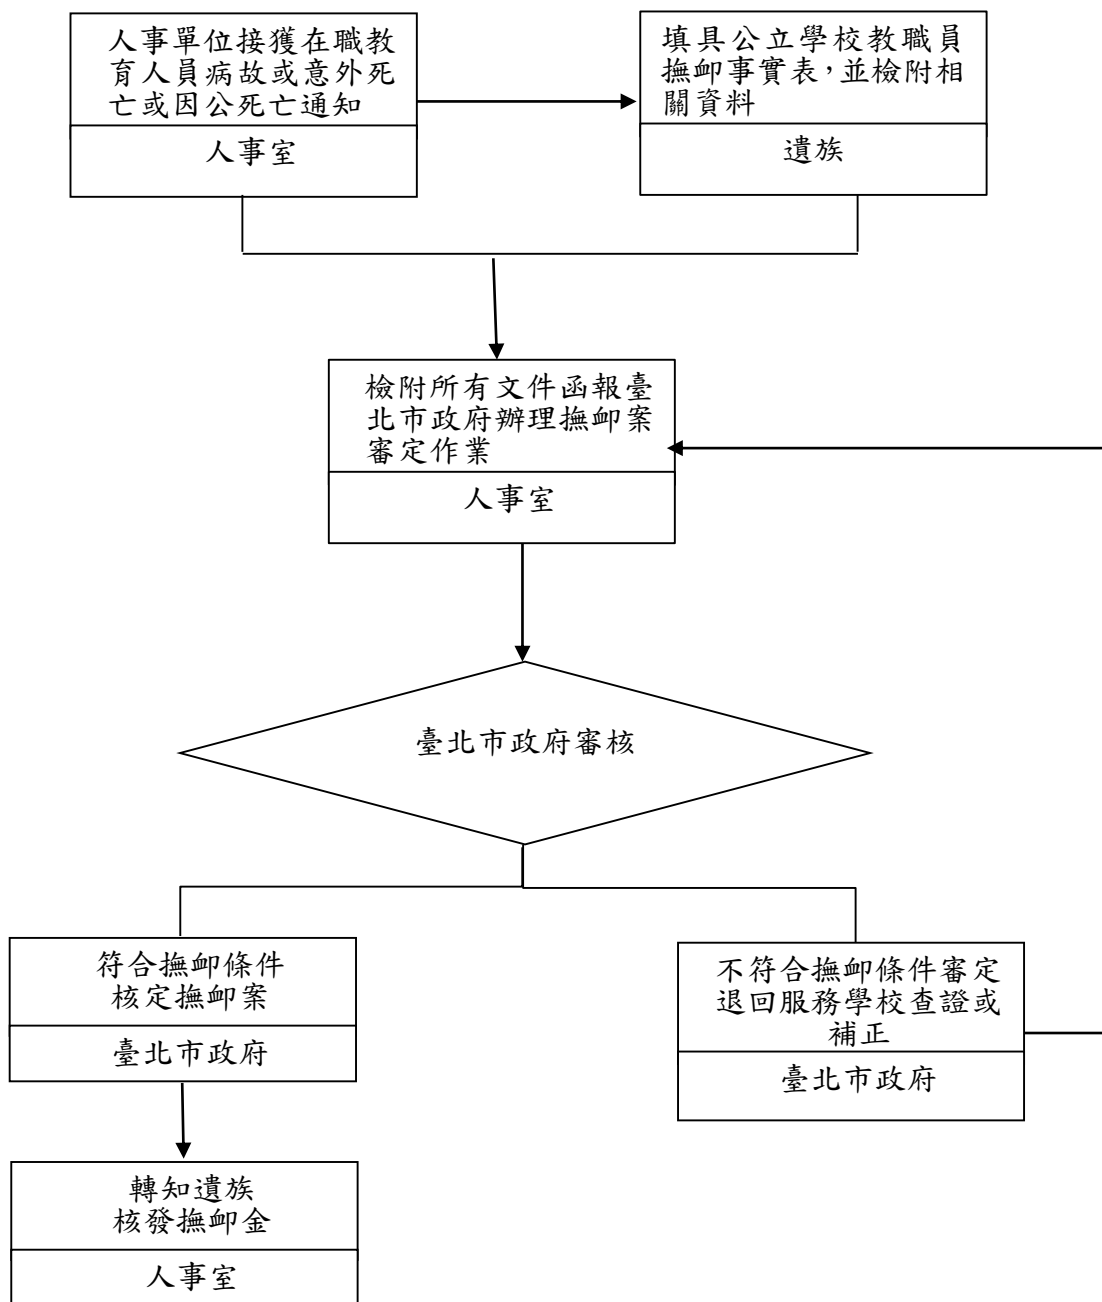 人事單位接獲在職教
育人員病故或意外死
亡或因公死亡通知
人事室
填具公立學校教職員
撫卹事實表，並檢附相
關資料
遺族
檢附所有文件函報臺
北市政府辦理撫卹案
審定作業
人事室
臺北市政府審核
符合撫卹條件
核定撫卹案
臺北市政府
不符合撫卹條件審定
退回服務學校查證或
補正
臺北市政府
轉知遺族
核發撫卹金
人事室